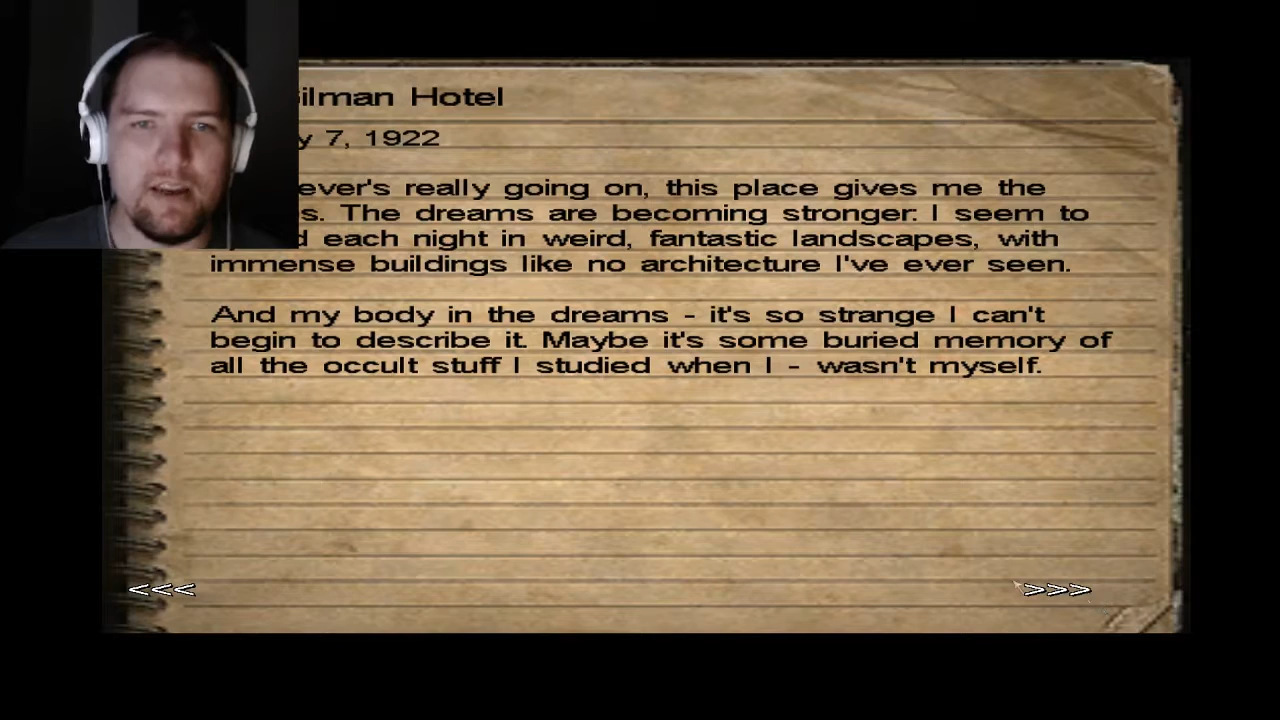 Hotel
7, 1922
really going on, this place gives me the
The dreams are becoming stronger: I seem to
each night in weird, fantastic landscapes, with
immense buildings like no architecture I've ever seen.
And my body in the dreams - it's so strange I can't
begin to describe it. Maybe it's some buried memory of
all the occult stuff I studied when I - wasn't myself.
<<< >>>